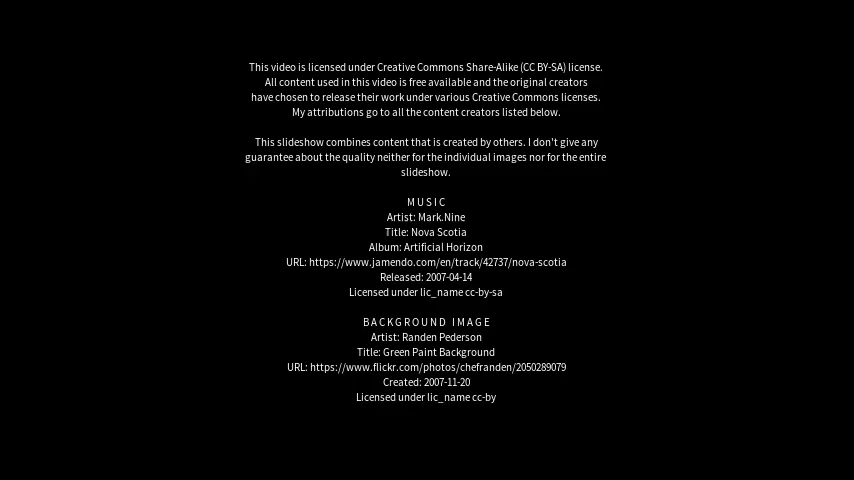 This video is licensed under Creative Commons Share-Alike (CC BY-SA) license.
All content used in this video is free available and the original creators
have chosen to release their work under various Creative Commons licenses.
My attributions go to all the content creators listed below.
This slideshow combines content that is created by others. I don't give any
guarantee about the quality neither for the individual images nor for the entire
slideshow.
MUSIC
Artist: Mark.Nine
Title: Nova Scotia
Album: Artificial Horizon
URL: https://www.jamendo.com/en/track/42737/nova-scotia
Released: 2007-04-14
Licensed under lic_name cc-by-sa
BACKGROUND IMAGE
Artist: Randen Pederson
Title: Green Paint Background
URL: https://www.flickr.com/photos/chefranden/2050289079
Created: 2007-11-20
Licensed under lic_name cc-by